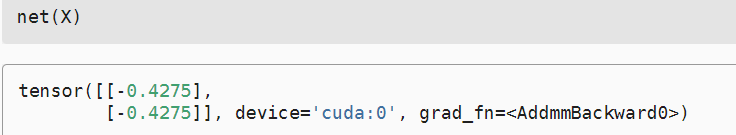 net(X)
tensor([[-0.4275],
        [-0.4275]], device='cuda:0', grad_fn=<AddmmBackward0>)